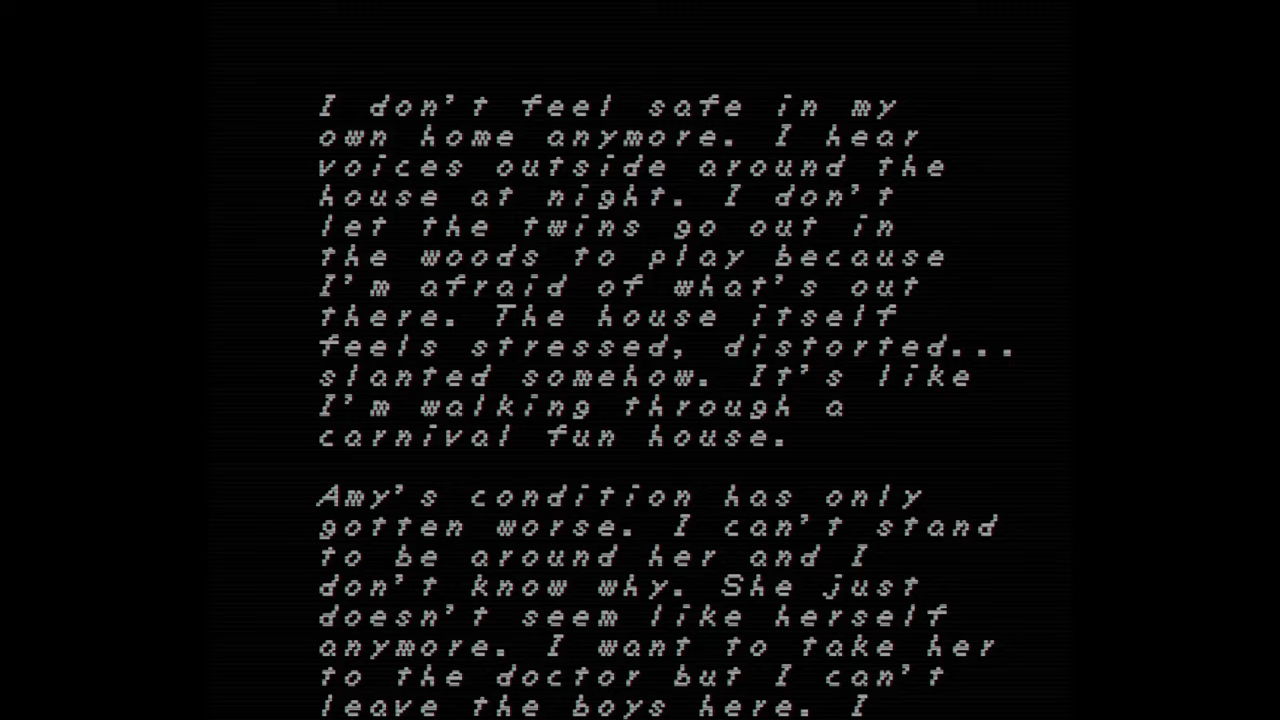 I don't feel safe in my
own home anymore. I hear
voices outside around the
house at night. I don't
let the twins go out in
the woods to play because
I'm afraid of what's out
there. The house itself
feels stressed, distorted...
slanted somehow. It's like
I'm walking through a
carnival fun house.
Amy's condition has only
gotten worse. I can't stand
to be around her and I
don't know why. She just
doesn't seem like herself
anymore. I want to take her
to the doctor but I can't
leave the boys here. I